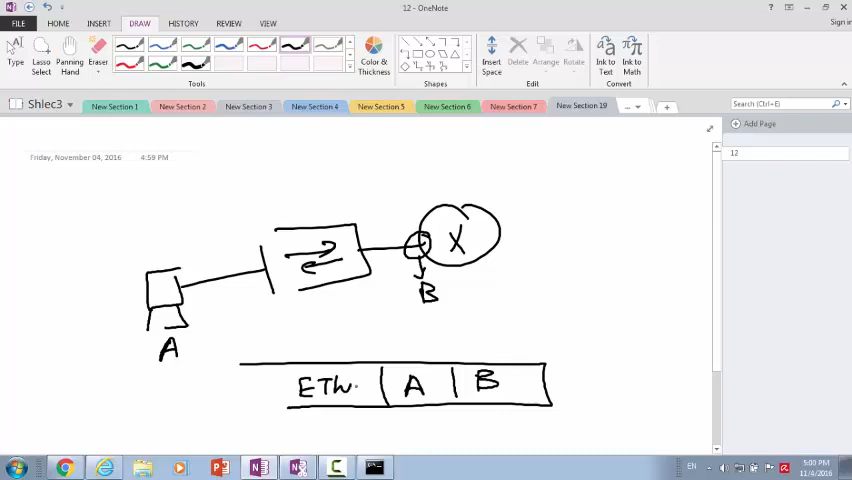 12 - OneNote
Sign in
FILE HOME INSERT DRAW HISTORY REVIEW VIEW
Type
Lasso Select
Panning Hand
Eraser
Color & Thickness
Insert Space
Delete
Arrange
Rotate
Ink to Text
Ink to Math
Tools
Shapes
Edit
Convert
Shlec3
New Section 1 New Section 2 New Section 3 New Section 4 New Section 5 New Section 6 New Section 7 New Section 19 ...
Search (Ctrl+E)
Add Page
12
Friday, November 04, 2016 4:59 PM
X
B
A
ETH A B
EN
5:00 PM
11/4/2016